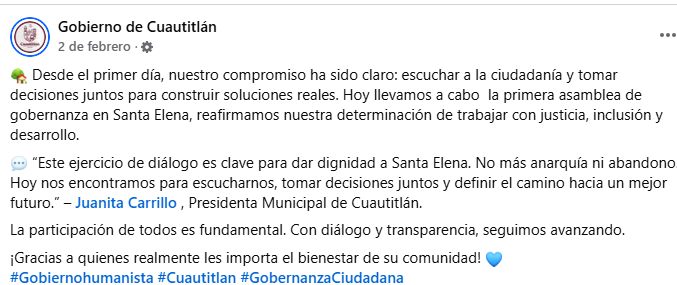 Gobierno de Cuautitlán
2 de febrero ·
🏡 Desde el primer día, nuestro compromiso ha sido claro: escuchar a la ciudadanía y tomar
decisiones juntos para construir soluciones reales. Hoy llevamos a cabo  la primera asamblea de
gobernanza en Santa Elena, reafirmamos nuestra determinación de trabajar con justicia, inclusión y
desarrollo.
💬 “Este ejercicio de diálogo es clave para dar dignidad a Santa Elena. No más anarquía ni abandono.
Hoy nos encontramos para escucharnos, tomar decisiones juntos y definir el camino hacia un mejor
futuro.” – Juanita Carrillo , Presidenta Municipal de Cuautitlán.
La participación de todos es fundamental. Con diálogo y transparencia, seguimos avanzando.
¡Gracias a quienes realmente les importa el bienestar de su comunidad! 💙
#Gobiernohumanista #Cuautitlan #GobernanzaCiudadana